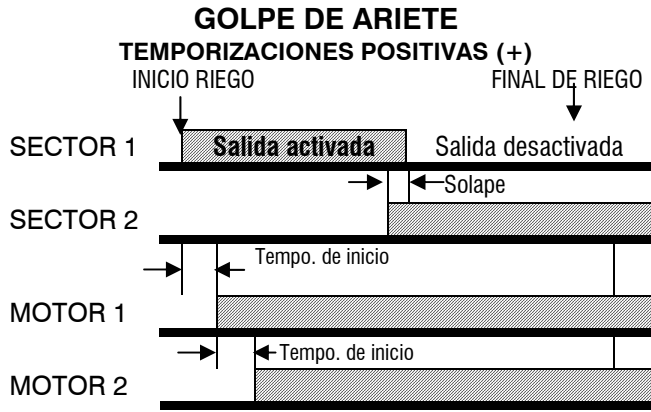 GOLPE DE ARIETE
TEMPORIZACIONES POSITIVAS (+)
INICIO RIEGO FINAL DE RIEGO
SECTOR 1 Salida activada Salida desactivada
Solape
SECTOR 2
Tempo. de inicio
MOTOR 1
Tempo. de inicio
MOTOR 2